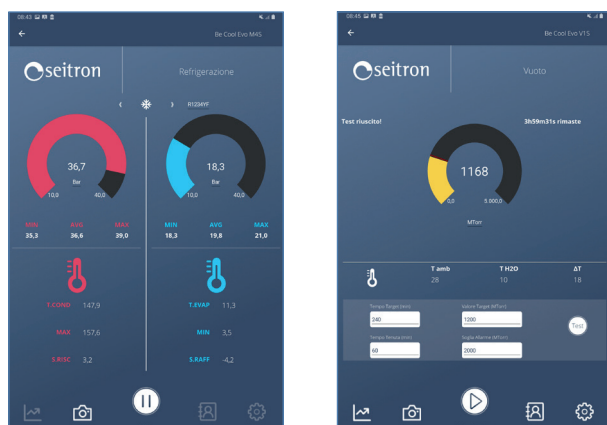 08:43
Be Cool Evo M4S
seitron
Refrigerazione
R1234YF
36,7
Bar
10,0 40,0
18,3
Bar
10,0 40,0
MIN AVG MAX
35,3 36,6 39,0
MIN AVG MAX
18,3 19,8 21,0
T.COND 147,9
T.EVAP 11,3
MAX 157,6
MIN 3,5
S.RISC 3,2
S.RAFF -4,2
08:45
Be Cool Evo V1S
seitron
Vuoto
Test riuscito!
3h59m31s rimaste
1168
0,0 5.000,0
MTorr
T amb T H2O ΔT
28 10 18
Tempo Target (min) Valore Target (MTorr)
240 1200
Test
Tempo Tenuta (min) Soglia Allarme (MTorr)
60 2000